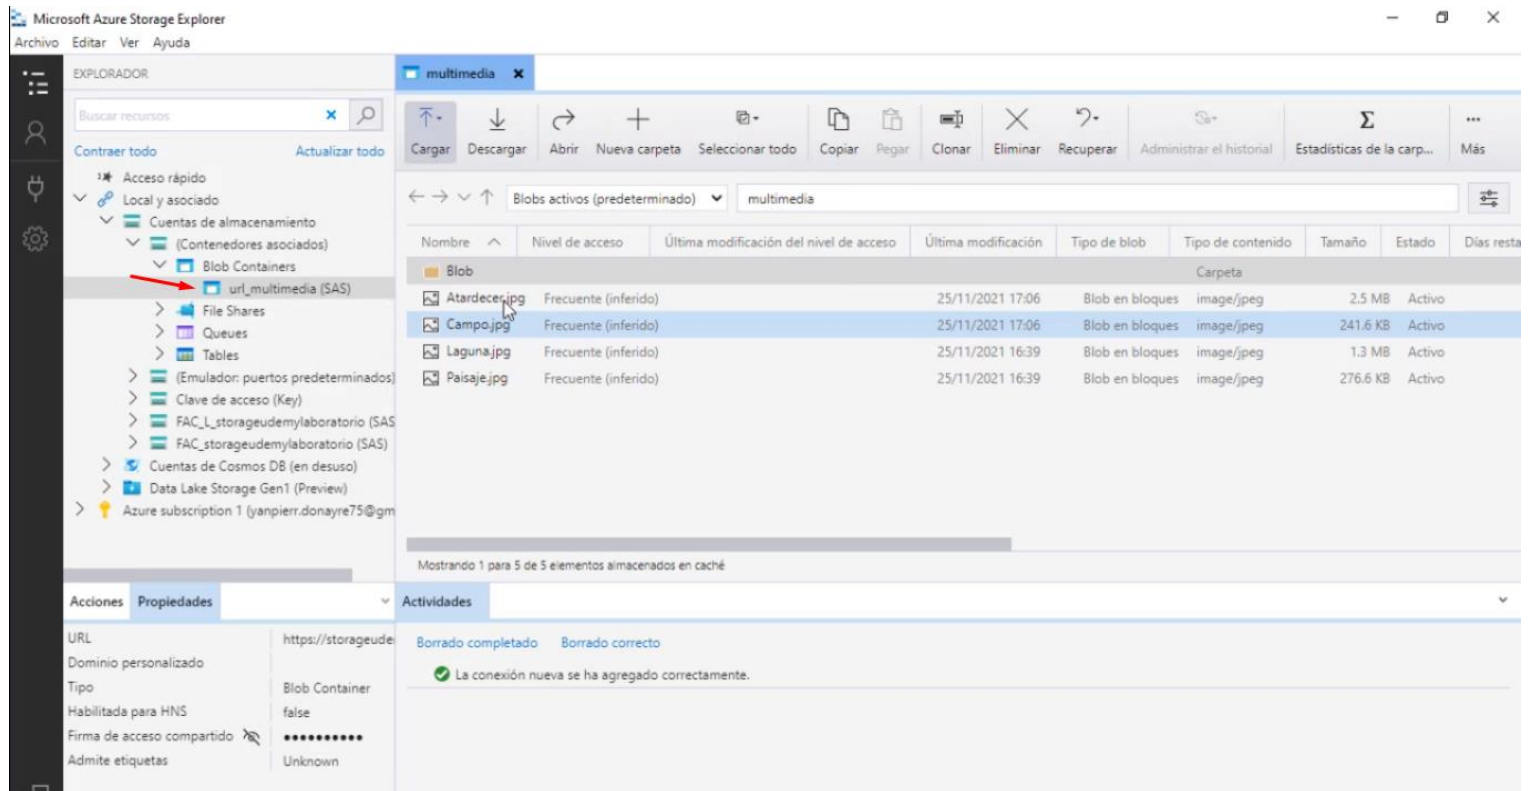 Microsoft Azure Storage Explorer
Archivo Editar Ver Ayuda
EXPLORADOR
Buscar recursos
Contraer todo Actualizar todo
Acceso rápido
Local y asociado
Cuentas de almacenamiento
(Contenedores asociados)
Blob Containers
url_multimedia (SAS)
File Shares
Queues
Tables
(Emulador: puertos predeterminados)
Clave de acceso (Key)
FAC_L_storageudemylaboratorio (SAS
FAC_storageudemylaboratorio (SAS)
Cuentas de Cosmos DB (en desuso)
Data Lake Storage Gen1 (Preview)
Azure subscription 1 (yanpierr.donayre75@gm
Acciones Propiedades
URL https://storageude
Dominio personalizado
Tipo Blob Container
Habilitada para HNS false
Firma de acceso compartido ••••••••••
Admite etiquetas Unknown
multimedia
Cargar Descargar Abrir Nueva carpeta Seleccionar todo Copiar Pegar Clonar Eliminar Recuperar Administrar el historial Estadísticas de la carp... Más
Blobs activos (predeterminado) multimedia
Nombre Nivel de acceso Última modificación del nivel de acceso Última modificación Tipo de blob Tipo de contenido Tamaño Estado Días resta
Blob Carpeta
Atardecer.jpg Frecuente (inferido) 25/11/2021 17:06 Blob en bloques image/jpeg 2.5 MB Activo
Campo.jpg Frecuente (inferido) 25/11/2021 17:06 Blob en bloques image/jpeg 241.6 KB Activo
Laguna.jpg Frecuente (inferido) 25/11/2021 16:39 Blob en bloques image/jpeg 1.3 MB Activo
Paisaje.jpg Frecuente (inferido) 25/11/2021 16:39 Blob en bloques image/jpeg 276.6 KB Activo
Mostrando 1 para 5 de 5 elementos almacenados en caché
Actividades
Borrado completado Borrado correcto
La conexión nueva se ha agregado correctamente.